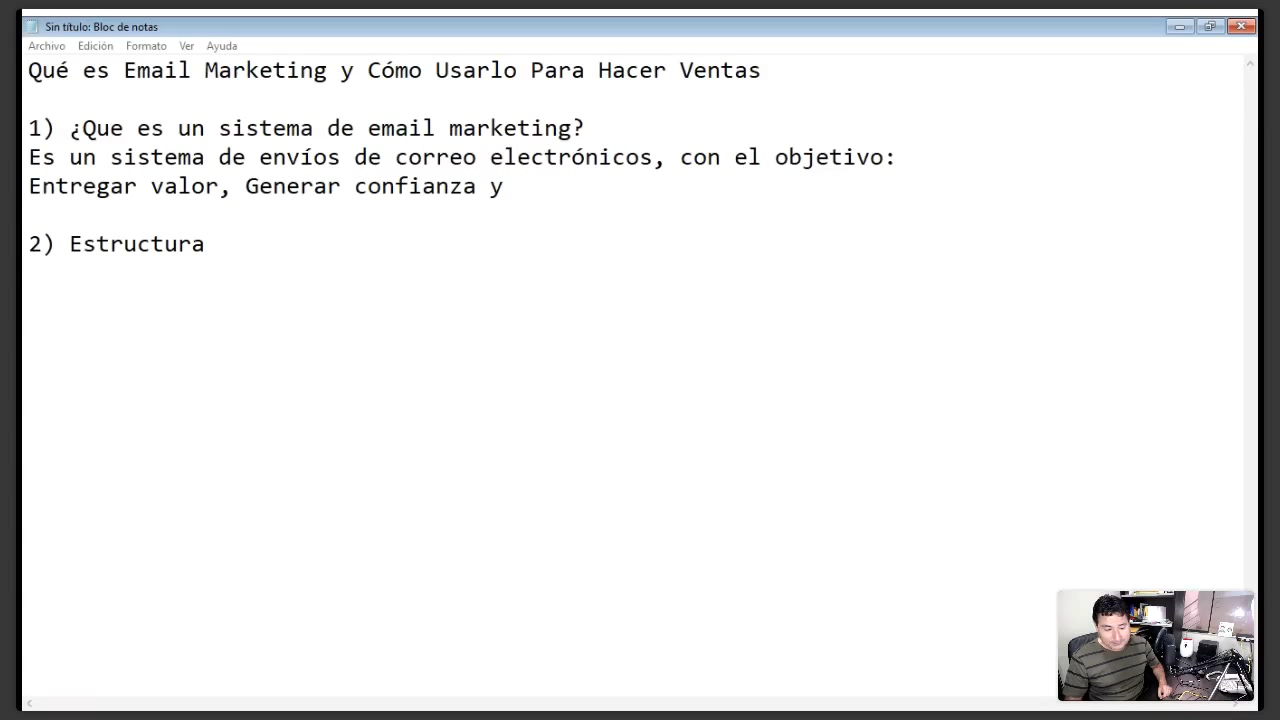 Sin título: Bloc de notas
Archivo Edición Formato Ver Ayuda
Qué es Email Marketing y Cómo Usarlo Para Hacer Ventas
1) ¿Que es un sistema de email marketing?
Es un sistema de envíos de correo electrónicos, con el objetivo:
Entregar valor, Generar confianza y
2) Estructura